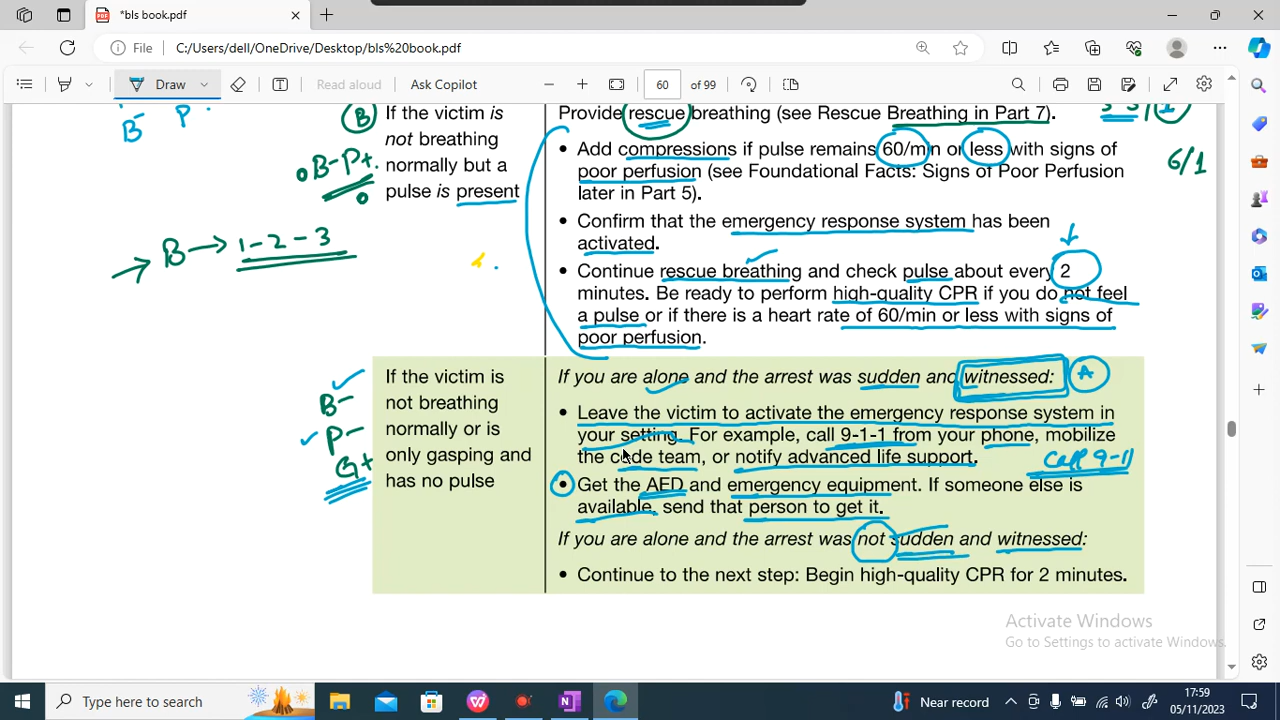 *bls book.pdf
File
C:/Users/dell/OneDrive/Desktop/bls%20book.pdf
Draw
Read aloud
Ask Copilot
60
of 99
B- P
B
If the victim is
not breathing
normally but a
pulse is present
B-P+.
B → 1-2-3
Provide rescue breathing (see Rescue Breathing in Part 7).
• Add compressions if pulse remains 60/min or less with signs of
poor perfusion (see Foundational Facts: Signs of Poor Perfusion
later in Part 5).
6/1
• Confirm that the emergency response system has been
activated.
• Continue rescue breathing and check pulse about every 2
minutes. Be ready to perform high-quality CPR if you do not feel
a pulse or if there is a heart rate of 60/min or less with signs of
poor perfusion.
B-
P-
G+
If the victim is
not breathing
normally or is
only gasping and
has no pulse
If you are alone and the arrest was sudden and witnessed:
A
• Leave the victim to activate the emergency response system in
your setting. For example, call 9-1-1 from your phone, mobilize
the code team, or notify advanced life support.
call 9-11
• Get the AED and emergency equipment. If someone else is
available, send that person to get it.
If you are alone and the arrest was not sudden and witnessed:
• Continue to the next step: Begin high-quality CPR for 2 minutes.
Activate Windows
Go to Settings to activate Windows.
Type here to search
Near record
17:59
05/11/2023